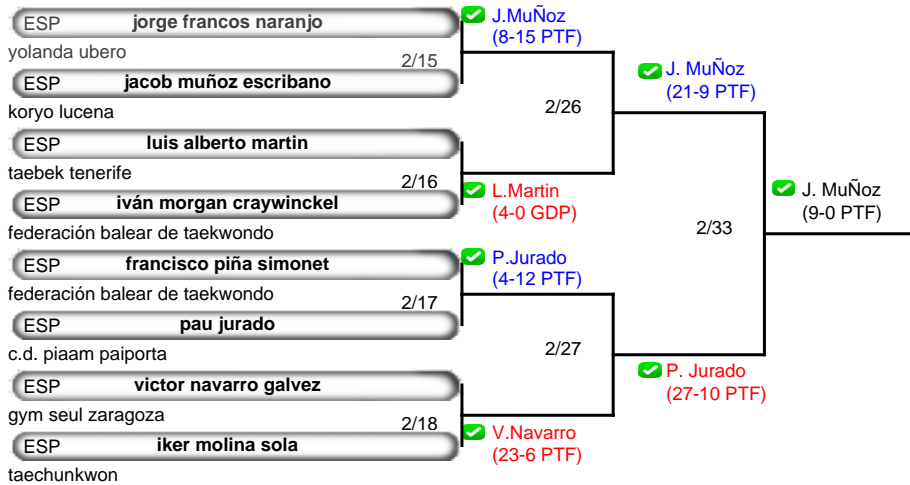 ESP jorge francos naranjo
yolanda ubero
2/15
ESP jacob muñoz escribano
koryo lucena
ESP luis alberto martin
taebek tenerife
2/16
ESP iván morgan craywinckel
federación balear de taekwondo
ESP francisco piña simonet
federación balear de taekwondo
2/17
ESP pau jurado
c.d. piaam paiporta
ESP victor navarro galvez
gym seul zaragoza
2/18
ESP iker molina sola
taechunkwon
J.MuÑoz
(8-15 PTF)
2/26
L.Martin
(4-0 GDP)
P.Jurado
(4-12 PTF)
2/27
V.Navarro
(23-6 PTF)
J. MuÑoz
(21-9 PTF)
2/33
P. Jurado
(27-10 PTF)
J. MuÑoz
(9-0 PTF)